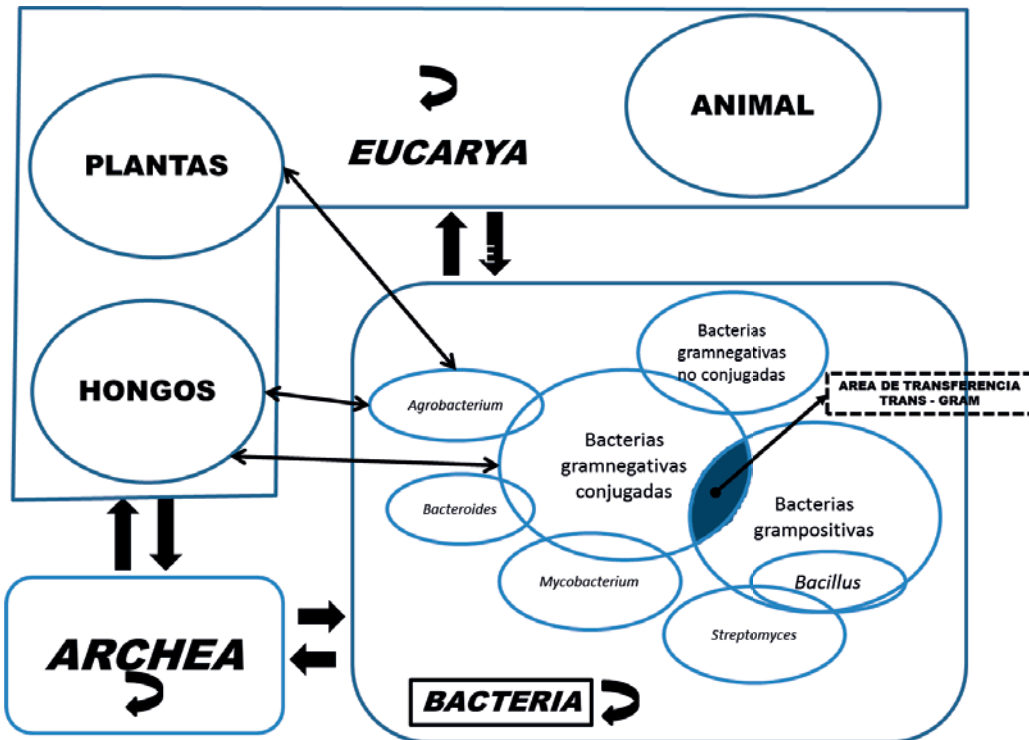 ANIMAL
EUCARYA
PLANTAS
HONGOS
Bacterias
gramnegativas
no conjugadas
AREA DE TRANSFERENCIA
TRANS - GRAM
Agrobacterium
Bacterias
gramnegativas
conjugadas
Bacteroides
Bacterias
grampositivas
Mycobacterium
Bacillus
Streptomyces
ARCHEA
BACTERIA